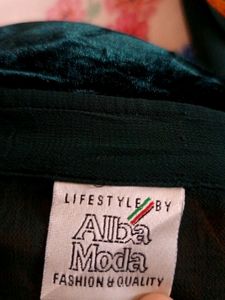 LIFESTYLE BY
Alba
Moda
FASHION & QUALITY